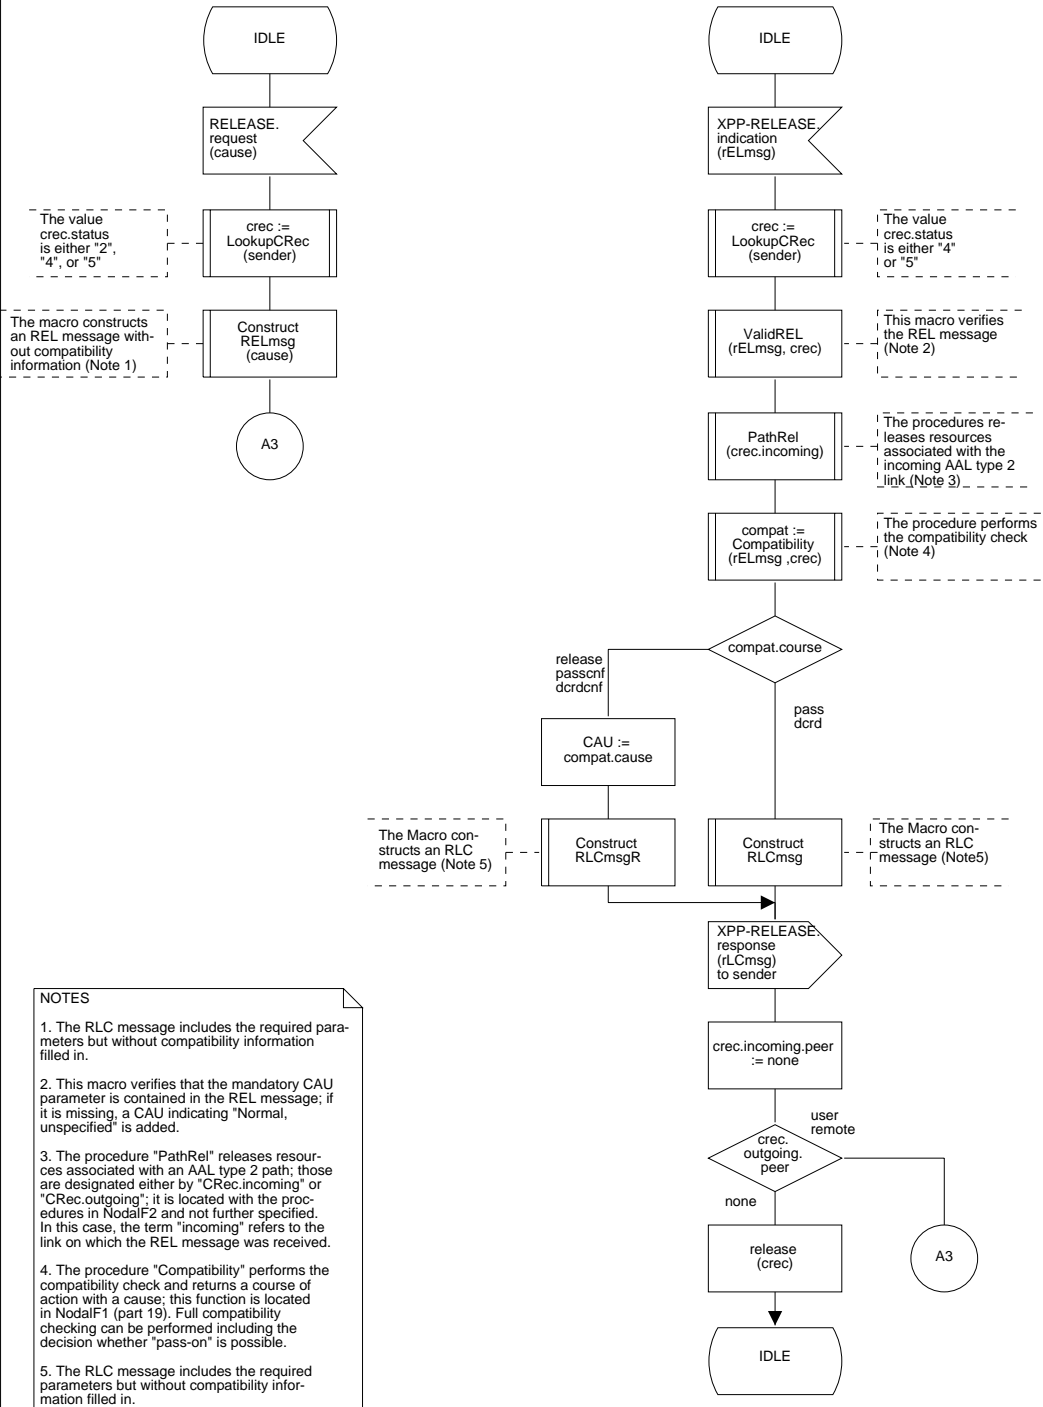 IDLE
RELEASE.
request
(cause)
The value
crec.status
is either "2",
"4", or "5"
crec :=
LookupCRec
(sender)
The macro constructs
an REL message with-
out compatibility
information (Note 1)
Construct
RELmsg
(cause)
A3
IDLE
XPP-RELEASE.
indication
(rELmsg)
crec :=
LookupCRec
(sender)
The value
crec.status
is either "4"
or "5"
ValidREL
(rELmsg, crec)
This macro verifies
the REL message
(Note 2)
PathRel
(crec.incoming)
The procedures re-
leases resources
associated with the
incoming AAL type 2
link (Note 3)
compat :=
Compatibility
(rELmsg ,crec)
The procedure performs
the compatibility check
(Note 4)
compat.course
release
passcnf
dcrdcnf
pass
dcrd
CAU :=
compat.cause
The Macro con-
structs an RLC
message (Note 5)
Construct
RLCmsgR
Construct
RLCmsg
The Macro con-
structs an RLC
message (Note5)
XPP-RELEASE.
response
(rLCmsg)
to sender
crec.incoming.peer
:= none
crec.
outgoing.
peer
user
remote
none
release
(crec)
A3
IDLE
NOTES
1. The RLC message includes the required para-
meters but without compatibility information
filled in.
2. This macro verifies that the mandatory CAU
parameter is contained in the REL message; if
it is missing, a CAU indicating "Normal,
unspecified" is added.
3. The procedure "PathRel" releases resour-
ces associated with an AAL type 2 path; those
are designated either by "CRec.incoming" or
"CRec.outgoing"; it is located with the proc-
edures in NodalF2 and not further specified.
In this case, the term "incoming" refers to the
link on which the REL message was received.
4. The procedure "Compatibility" performs the
compatibility check and returns a course of
action with a cause; this function is located
in NodalF1 (part 19). Full compatibility
checking can be performed including the
decision whether "pass-on" is possible.
5. The RLC message includes the required
parameters but without compatibility infor-
mation filled in.